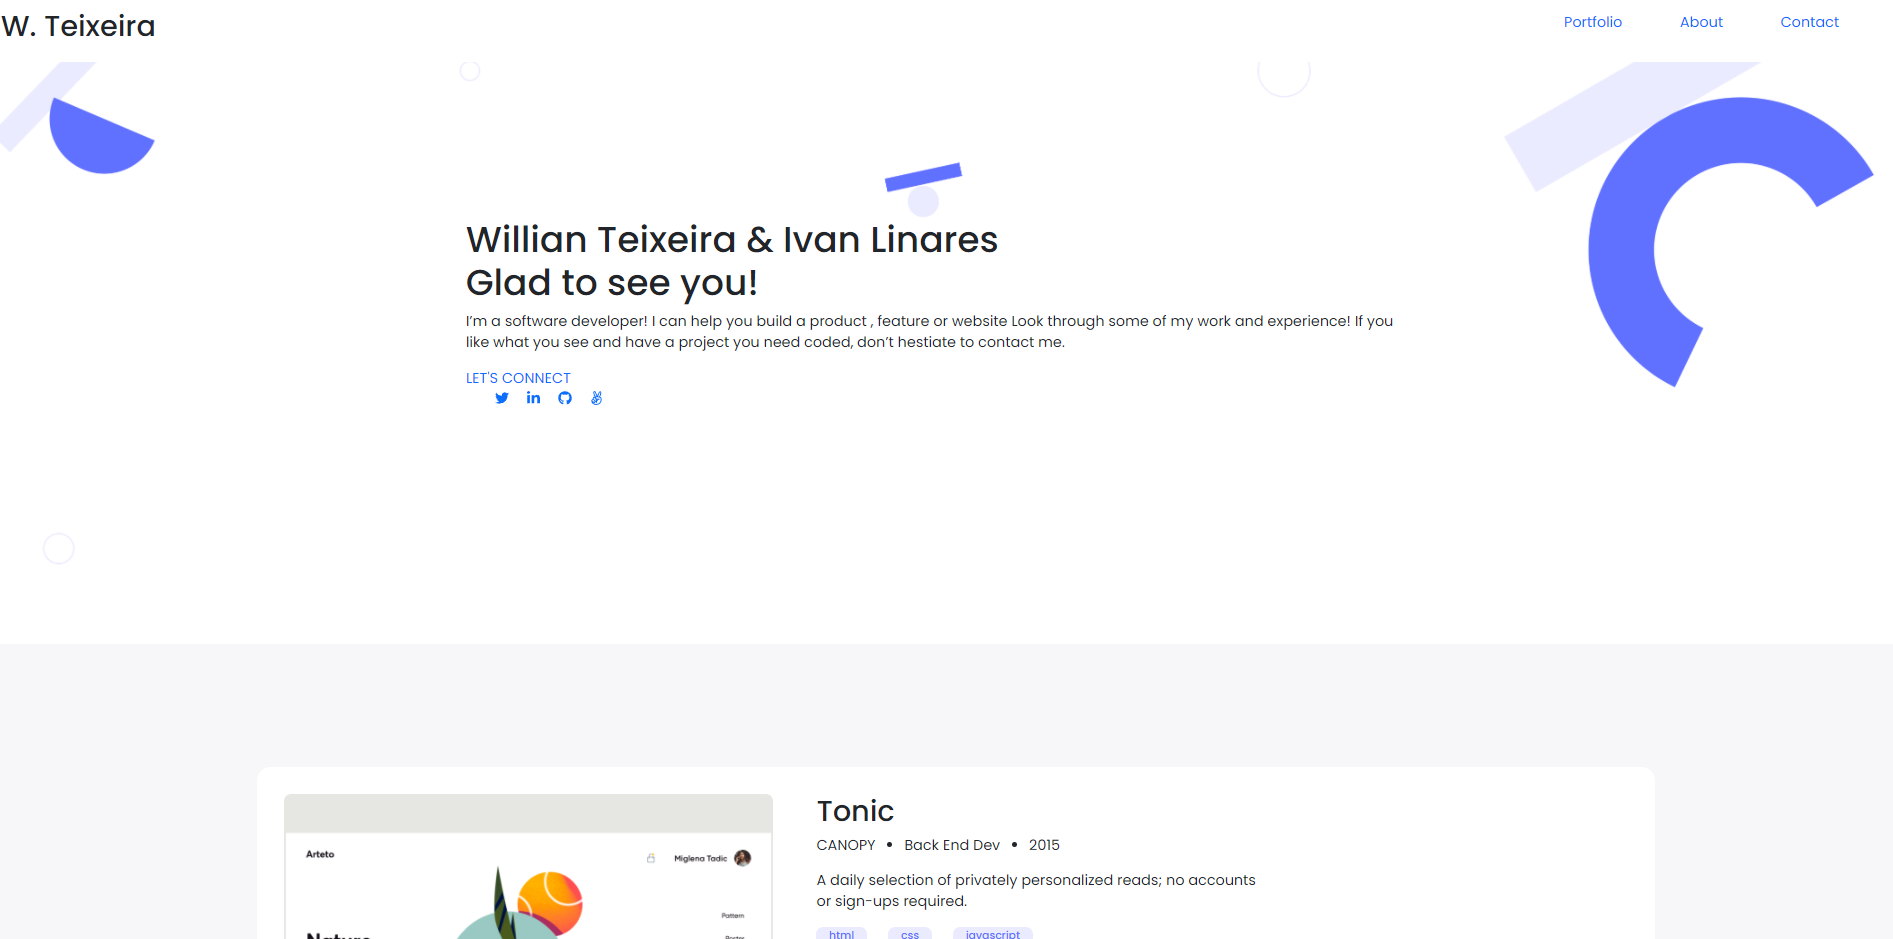 W. Teixeira
Portfolio About Contact
Willian Teixeira & Ivan Linares
Glad to see you!
I’m a software developer! I can help you build a product , feature or website Look through some of my work and experience! If you
like what you see and have a project you need coded, don’t hestiate to contact me.
LET'S CONNECT
Arteto
Miglena Tadic
Pattern
Poster
Nature
Tonic
CANOPY • Back End Dev • 2015
A daily selection of privately personalized reads; no accounts
or sign-ups required.
html css javascript